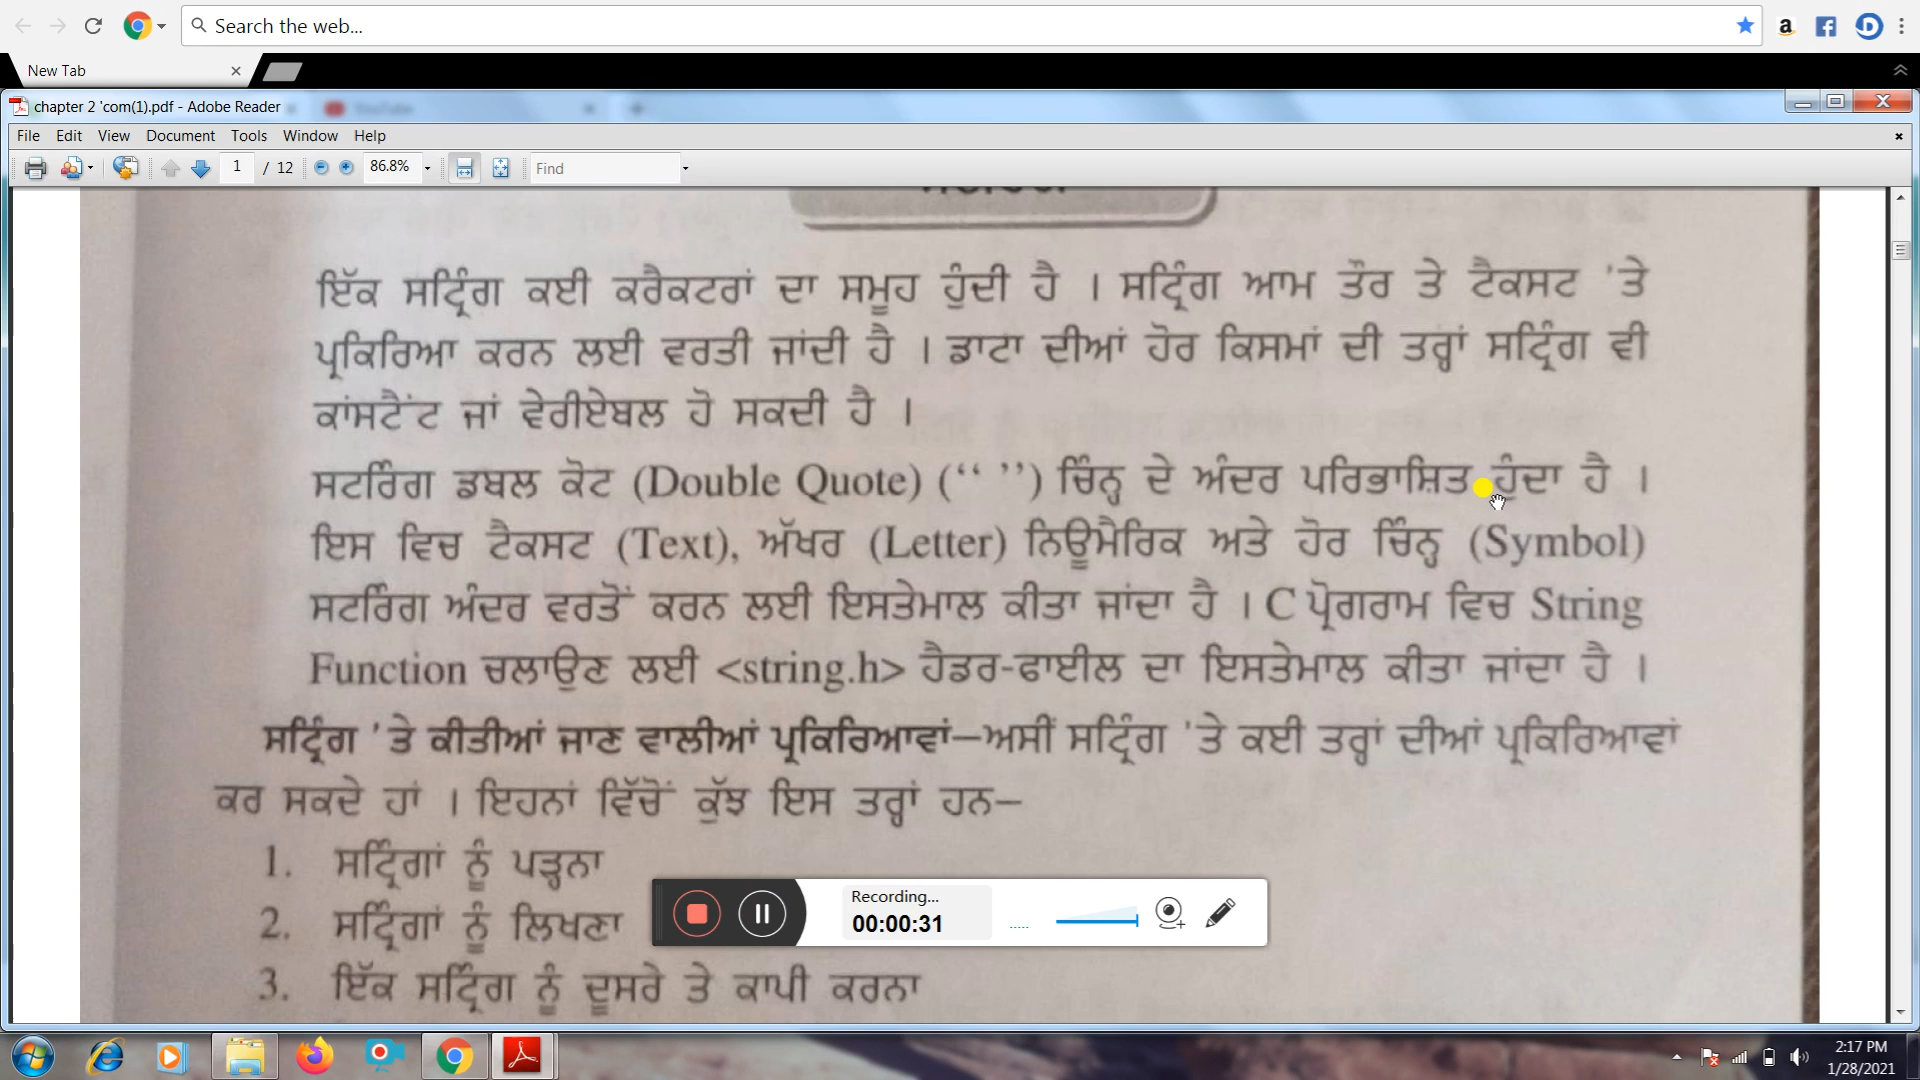 Search the web...
New Tab
chapter 2 'com(1).pdf - Adobe Reader
YouTube
File Edit View Document Tools Window Help
1 / 12 86.8% Find
ਇੱਕ ਸਟ੍ਰਿੰਗ ਕਈ ਕਰੈਕਟਰਾਂ ਦਾ ਸਮੂਹ ਹੁੰਦੀ ਹੈ । ਸਟ੍ਰਿੰਗ ਆਮ ਤੌਰ ਤੇ ਟੈਕਸਟ 'ਤੇ
ਪ੍ਰਕਿਰਿਆ ਕਰਨ ਲਈ ਵਰਤੀ ਜਾਂਦੀ ਹੈ । ਡਾਟਾ ਦੀਆਂ ਹੋਰ ਕਿਸਮਾਂ ਦੀ ਤਰ੍ਹਾਂ ਸਟ੍ਰਿੰਗ ਵੀ
ਕਾਂਸਟੈਂਟ ਜਾਂ ਵੇਰੀਏਬਲ ਹੋ ਸਕਦੀ ਹੈ ।
ਸਟਰਿੰਗ ਡਬਲ ਕੋਟ (Double Quote) (“ ”) ਚਿੰਨ੍ਹ ਦੇ ਅੰਦਰ ਪਰਿਭਾਸ਼ਿਤ ਹੁੰਦਾ ਹੈ ।
ਇਸ ਵਿਚ ਟੈਕਸਟ (Text), ਅੱਖਰ (Letter) ਨਿਊਮੈਰਿਕ ਅਤੇ ਹੋਰ ਚਿੰਨ੍ਹ (Symbol)
ਸਟਰਿੰਗ ਅੰਦਰ ਵਰਤੋਂ ਕਰਨ ਲਈ ਇਸਤੇਮਾਲ ਕੀਤਾ ਜਾਂਦਾ ਹੈ । C ਪ੍ਰੋਗਰਾਮ ਵਿਚ String
Function ਚਲਾਉਣ ਲਈ <string.h> ਹੈਡਰ-ਫਾਈਲ ਦਾ ਇਸਤੇਮਾਲ ਕੀਤਾ ਜਾਂਦਾ ਹੈ ।
ਸਟ੍ਰਿੰਗ 'ਤੇ ਕੀਤੀਆਂ ਜਾਣ ਵਾਲੀਆਂ ਪ੍ਰਕਿਰਿਆਵਾਂ—ਅਸੀਂ ਸਟ੍ਰਿੰਗ 'ਤੇ ਕਈ ਤਰ੍ਹਾਂ ਦੀਆਂ ਪ੍ਰਕਿਰਿਆਵਾਂ
ਕਰ ਸਕਦੇ ਹਾਂ । ਇਹਨਾਂ ਵਿੱਚੋਂ ਕੁੱਝ ਇਸ ਤਰ੍ਹਾਂ ਹਨ—
1. ਸਟ੍ਰਿੰਗਾਂ ਨੂੰ ਪੜ੍ਹਨਾ
2. ਸਟ੍ਰਿੰਗਾਂ ਨੂੰ ਲਿਖਣਾ
3. ਇੱਕ ਸਟ੍ਰਿੰਗ ਨੂੰ ਦੂਸਰੇ ਤੇ ਕਾਪੀ ਕਰਨਾ
Recording...
00:00:31
2:17 PM
1/28/2021